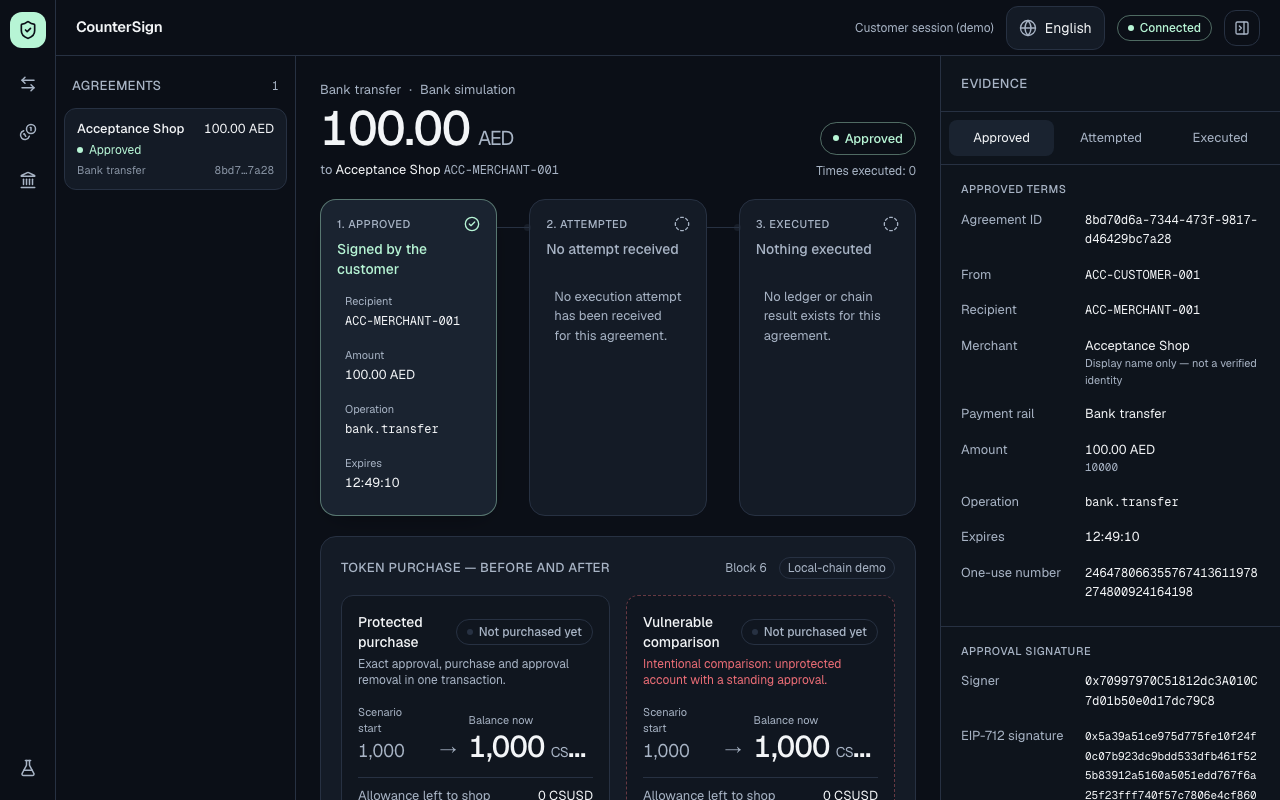 CounterSign
Customer session (demo)
English
Connected
AGREEMENTS 1
Acceptance Shop 100.00 AED
Approved
Bank transfer 8bd7…7a28
Bank transfer · Bank simulation
100.00 AED
Approved
to Acceptance Shop ACC-MERCHANT-001
Times executed: 0
1. APPROVED
Signed by the
customer
Recipient
ACC-MERCHANT-001
Amount
100.00 AED
Operation
bank.transfer
Expires
12:49:10
2. ATTEMPTED
No attempt received
No execution attempt
has been received
for this agreement.
3. EXECUTED
Nothing executed
No ledger or chain
result exists for this
agreement.
TOKEN PURCHASE — BEFORE AND AFTER
Block 6
Local-chain demo
Protected
purchase
Not purchased yet
Exact approval, purchase and approval
removal in one transaction.
Scenario
start
1,000
→
Balance now
1,000 CS...
Allowance left to shop 0 CSUSD
Vulnerable
comparison
Not purchased yet
Intentional comparison: unprotected
account with a standing approval.
Scenario
start
1,000
→
Balance now
1,000 CS...
Allowance left to shop 0 CSUSD
EVIDENCE
Approved
Attempted
Executed
APPROVED TERMS
Agreement ID 8bd70d6a-7344-473f-9817-
d46429bc7a28
From ACC-CUSTOMER-001
Recipient ACC-MERCHANT-001
Merchant Acceptance Shop
Display name only — not a verified
identity
Payment rail Bank transfer
Amount 100.00 AED
10000
Operation bank.transfer
Expires 12:49:10
One-use number 246478066355767413611978
274800924164198
APPROVAL SIGNATURE
Signer 0x70997970C51812dc3A010C
7d01b50e0d17dc79C8
EIP-712 signature 0x5a39a51ce975d775fe10f24f
0c07b923dc9bdd533dfb461f52
5b83912a5160a5051edd767f6a
25f23fff740f57c7806e4cf860